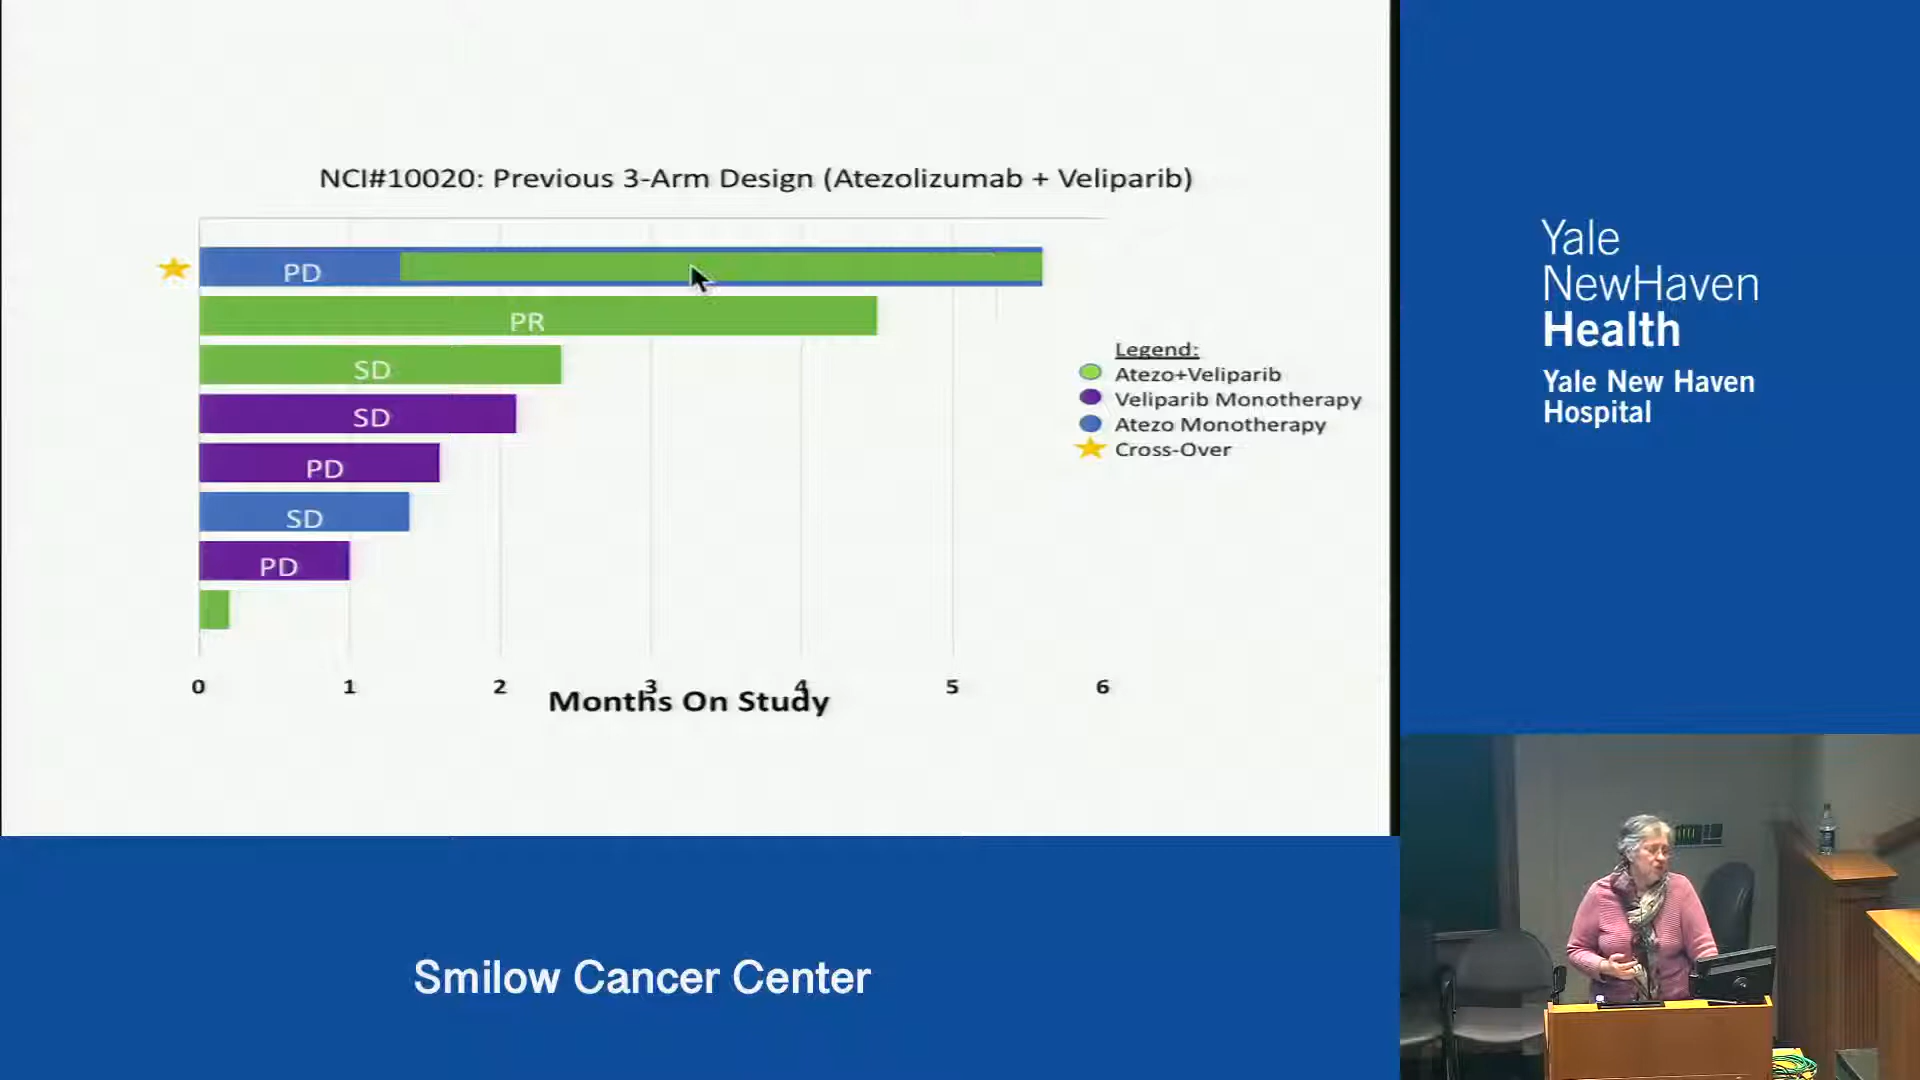 NCI#10020: Previous 3-Arm Design (Atezolizumab + Veliparib)
PD
PR
SD
SD
PD
SD
PD
Legend:
Atezo+Veliparib
Veliparib Monotherapy
Atezo Monotherapy
Cross-Over
0 1 2 3 4 5 6
Months On Study
Yale
NewHaven
Health
Yale New Haven
Hospital
Smilow Cancer Center